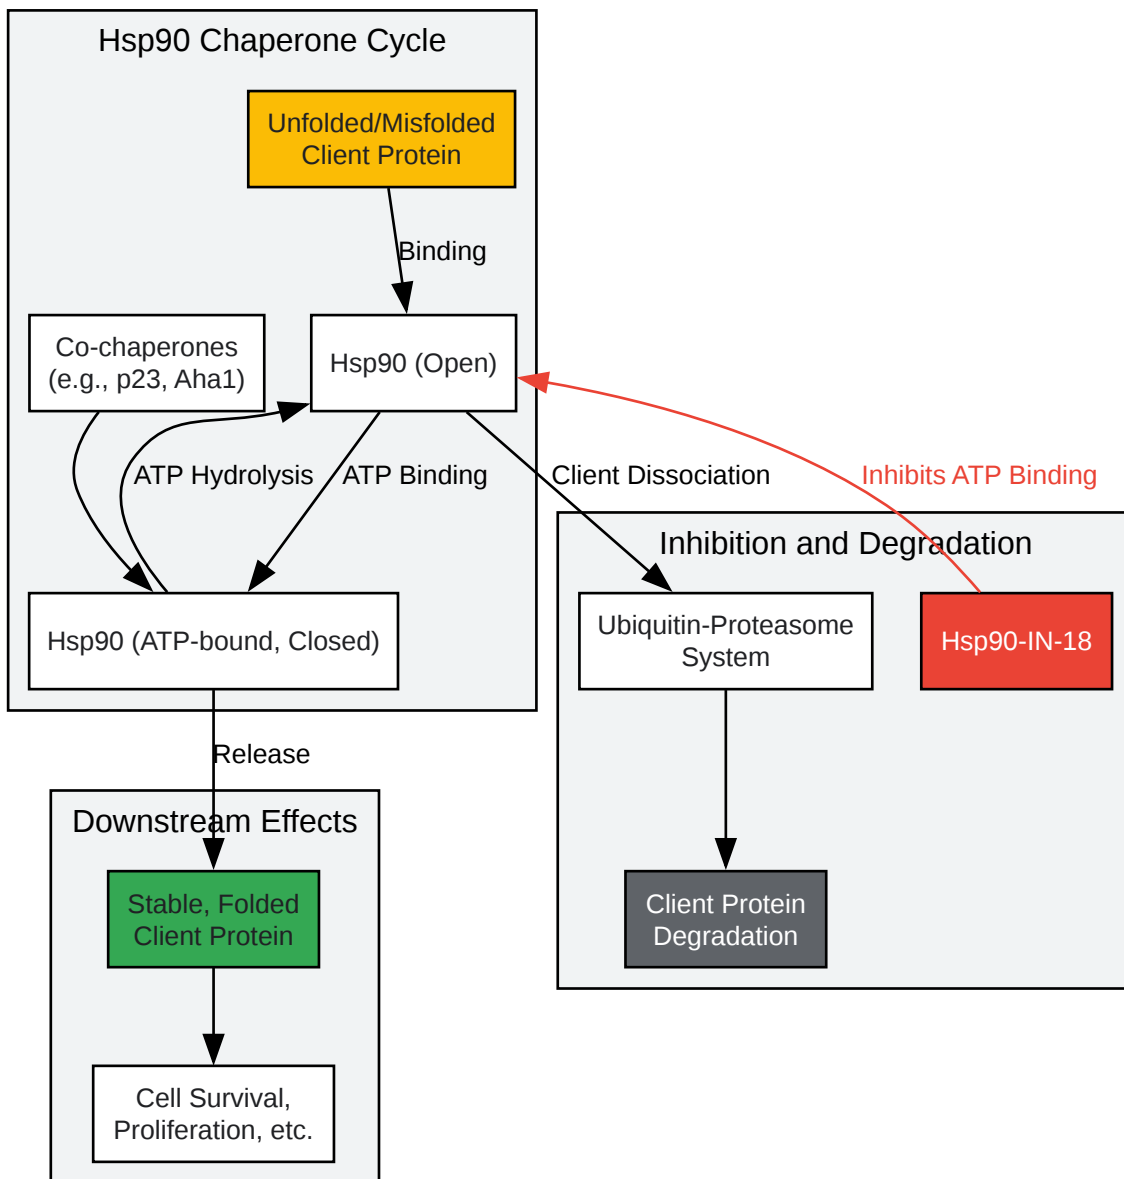 Hsp90 Chaperone Cycle
Unfolded/Misfolded
Client Protein
Binding
Co-chaperones
(e.g., p23, Aha1)
Hsp90 (Open)
ATP Hydrolysis
ATP Binding
Client Dissociation
Inhibits ATP Binding
Inhibition and Degradation
Hsp90 (ATP-bound, Closed)
Ubiquitin-Proteasome
System
Hsp90-IN-18
Release
Downstream Effects
Stable, Folded
Client Protein
Client Protein
Degradation
Cell Survival,
Proliferation, etc.